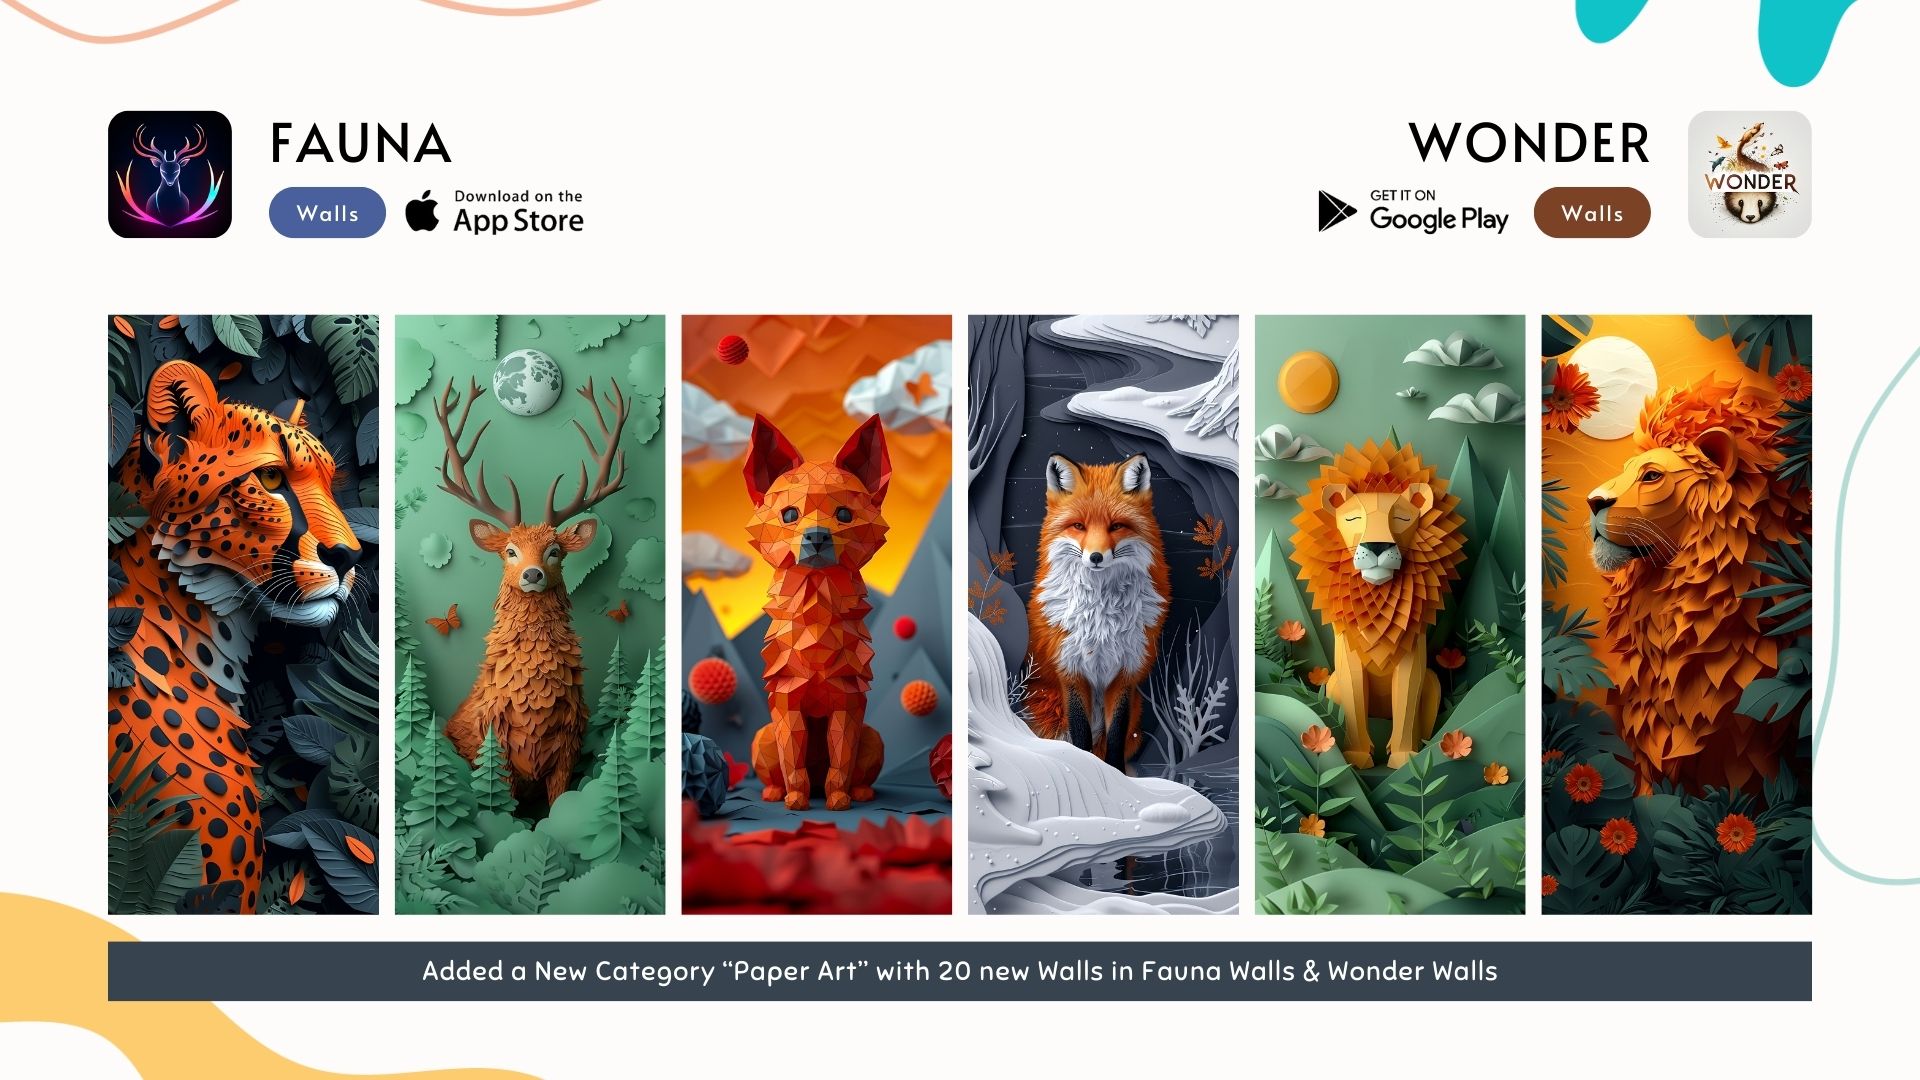 FAUNA
Walls
Download on the
App Store
WONDER
GET IT ON
Google Play
Walls
WONDER
Added a New Category “Paper Art” with 20 new Walls in Fauna Walls & Wonder Walls